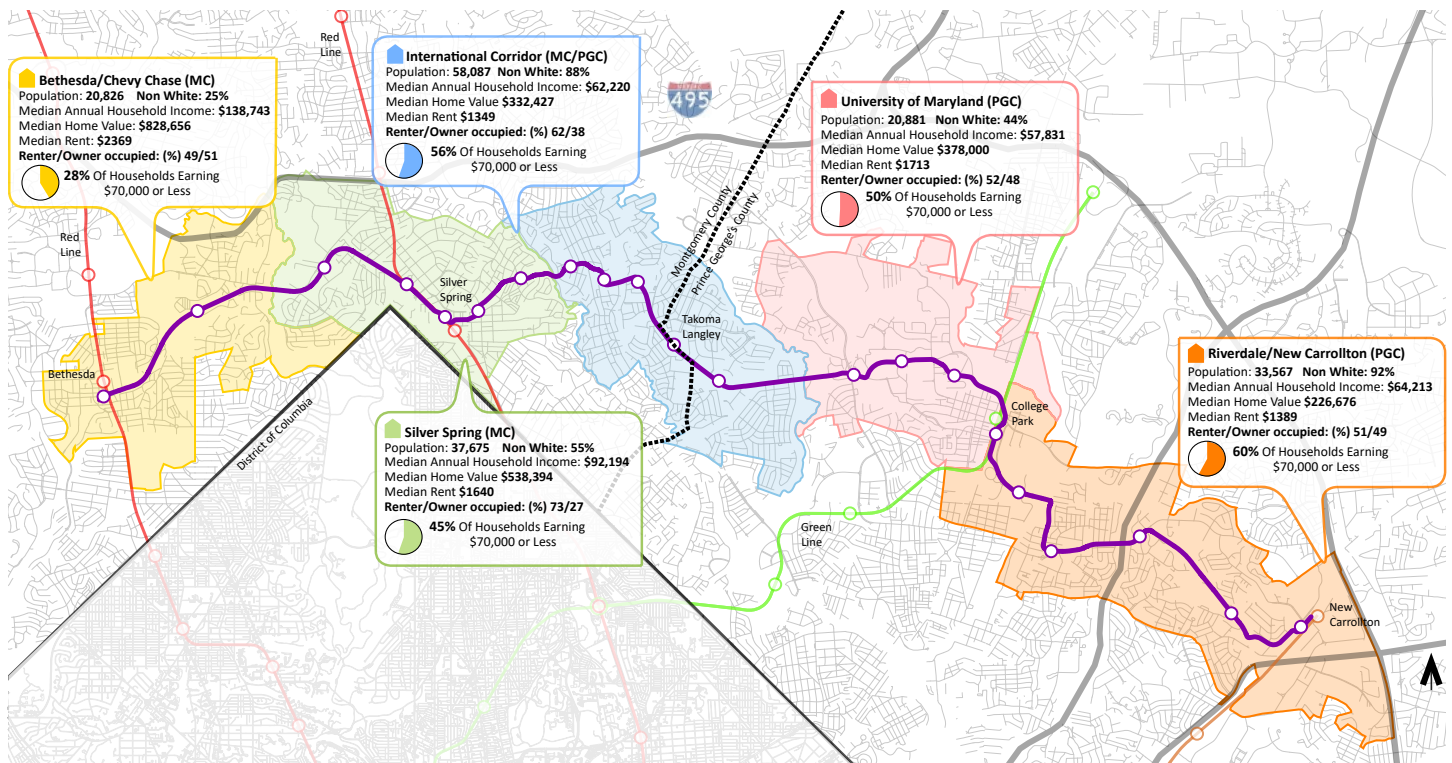 Red
Line
Bethesda/Chevy Chase (MC)
Population: 20,826 Non White: 25%
Median Annual Household Income: $138,743
Median Home Value: $828,656
Median Rent: $2369
Renter/Owner occupied: (%) 49/51
28% Of Households Earning
$70,000 or Less
International Corridor (MC/PGC)
Population: 58,087 Non White: 88%
Median Annual Household Income: $62,220
Median Home Value $332,427
Median Rent $1349
Renter/Owner occupied: (%) 62/38
56% Of Households Earning
$70,000 or Less
495
University of Maryland (PGC)
Population: 20,881 Non White: 44%
Median Annual Household Income: $57,831
Median Home Value $378,000
Median Rent $1713
Renter/Owner occupied: (%) 52/48
50% Of Households Earning
$70,000 or Less
Red
Line
Montgomery County
Prince George's County
Silver
Spring
Takoma
Langley
Bethesda
District of Columbia
College
Park
Riverdale/New Carrollton (PGC)
Population: 33,567 Non White: 92%
Median Annual Household Income: $64,213
Median Home Value $226,676
Median Rent $1389
Renter/Owner occupied: (%) 51/49
60% Of Households Earning
$70,000 or Less
Silver Spring (MC)
Population: 37,675 Non White: 55%
Median Annual Household Income: $92,194
Median Home Value $538,394
Median Rent $1640
Renter/Owner occupied: (%) 73/27
45% Of Households Earning
$70,000 or Less
Green
Line
New
Carrollton